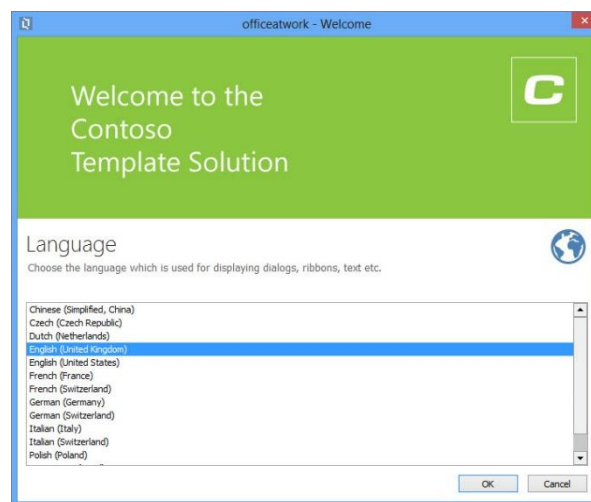 officeatwork - Welcome
Welcome to the
Contoso
Template Solution
C
Language
Choose the language which is used for displaying dialogs, ribbons, text etc.
Chinese (Simplified, China)
Czech (Czech Republic)
Dutch (Netherlands)
English (United Kingdom)
English (United States)
French (France)
French (Switzerland)
German (Germany)
German (Switzerland)
Italian (Italy)
Italian (Switzerland)
Polish (Poland)
OK Cancel